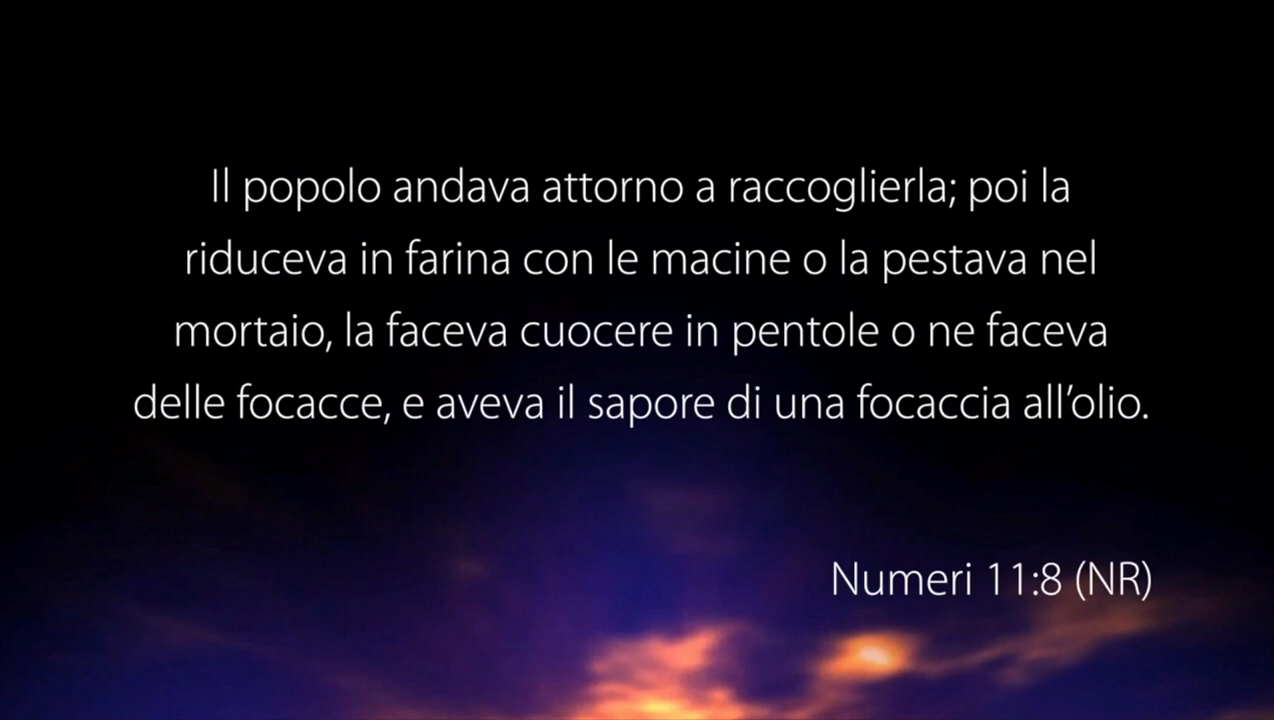 Il popolo andava attorno a raccoglierla; poi la
riduceva in farina con le macine o la pestava nel
mortaio, la faceva cuocere in pentole o ne faceva
delle focacce, e aveva il sapore di una focaccia all’olio.
Numeri 11:8 (NR)